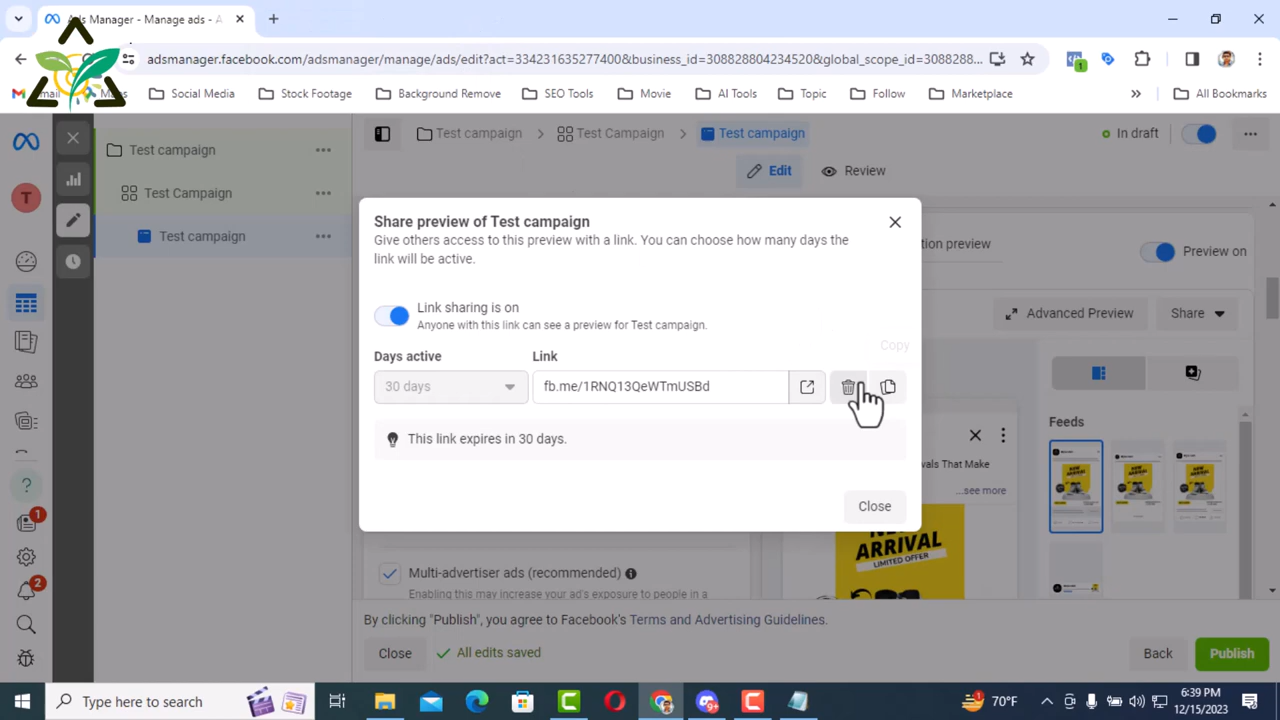 Ads Manager - Manage ads - A
adsmanager.facebook.com/adsmanager/manage/ads/edit?act=334231635277400&business_id=308828804234520&global_scope_id=308828...
Maps
Social Media
Stock Footage
Background Remove
SEO Tools
Movie
AI Tools
Topic
Follow
Marketplace
All Bookmarks
Test campaign
Test Campaign
Test campaign
T
?
1
2
Test campaign
Test Campaign
Test campaign
In draft
Edit
Review
Share preview of Test campaign
Give others access to this preview with a link. You can choose how many days the
link will be active.
Link sharing is on
Anyone with this link can see a preview for Test campaign.
Days active
Link
Copy
30 days
fb.me/1RNQ13QeWTmUSBd
This link expires in 30 days.
Close
preview
Preview on
Advanced Preview
Share
Feeds
That Make
...see more
ARRIVAL
LIMITED OFFER
Multi-advertiser ads (recommended)
Enabling this may increase your ad's exposure to people in a
By clicking "Publish", you agree to Facebook's Terms and Advertising Guidelines.
Close
All edits saved
Back
Publish
Type here to search
70°F
6:39 PM
12/15/2023